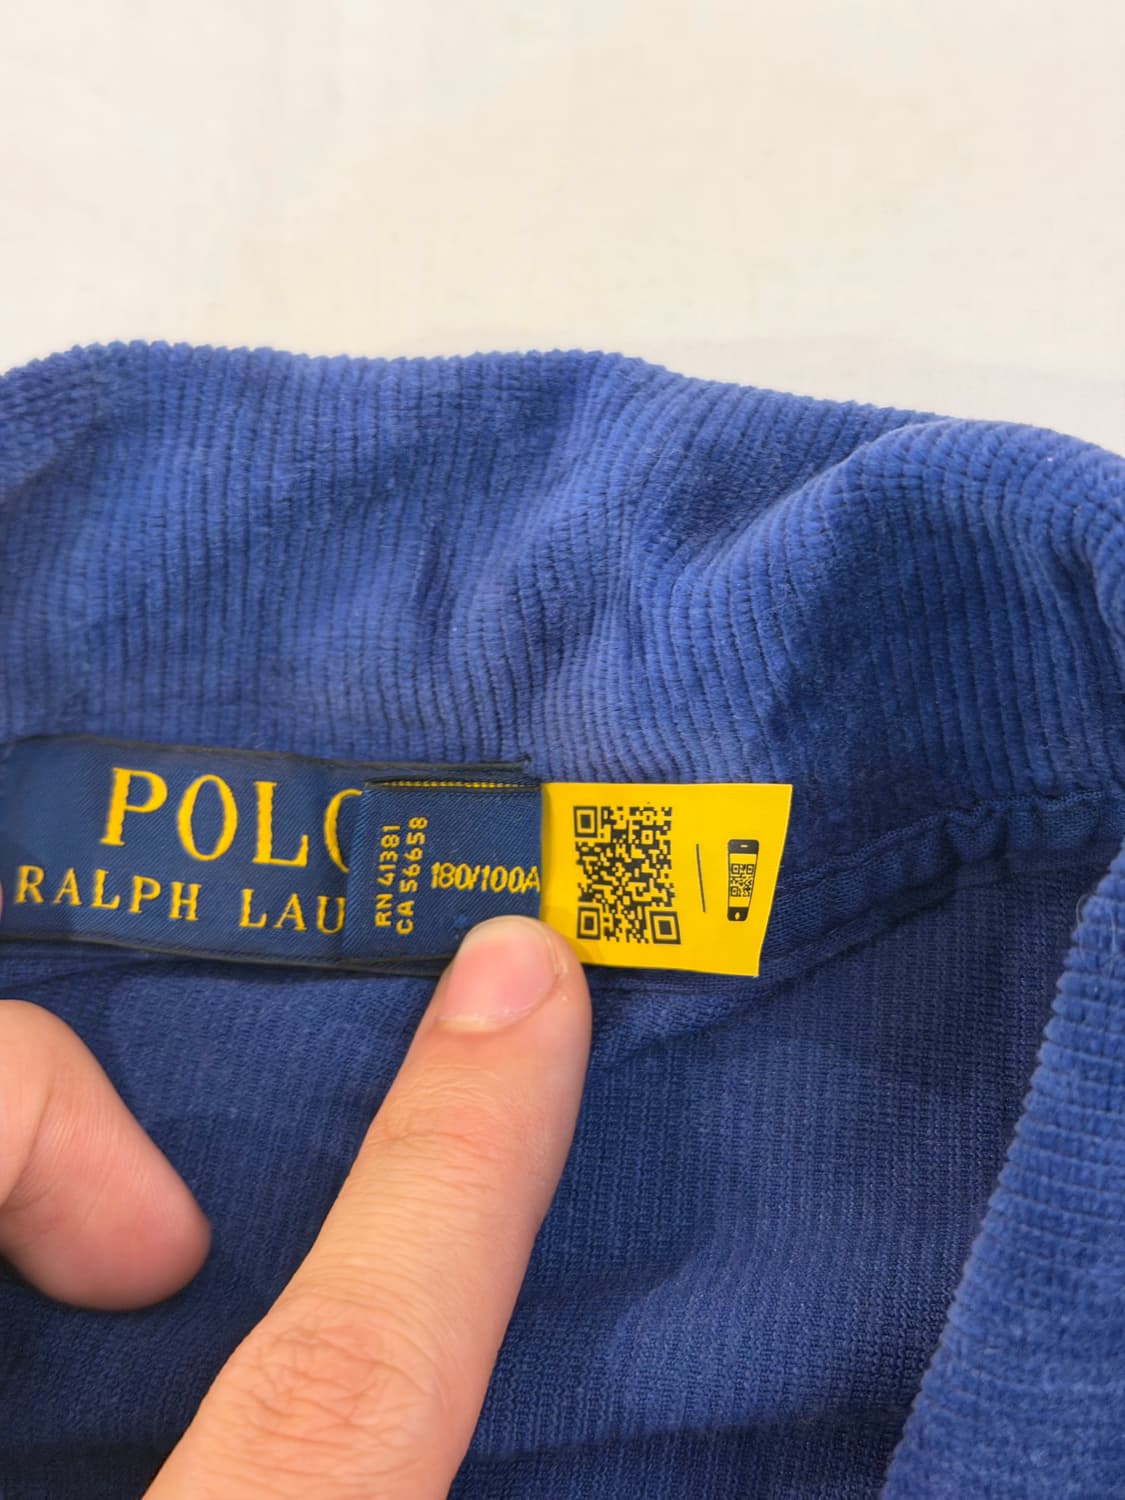 POLO
RALPH LAU
RN 41381
CA 56658
180/100A